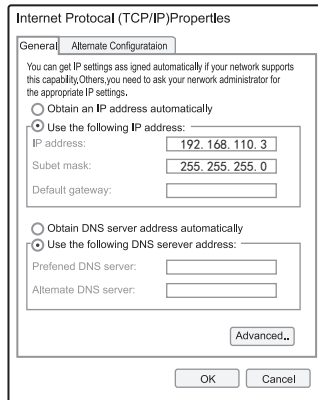 Internet Protocal (TCP/IP)Propertles
General
Alternate Configurataion
You can get IP settings ass igned automatically if your network supports
this capability,Others,you need to ask your nerwork administrator for
the appropriate IP settings.
Obtain an IP address automatically
Use the following IP address:
IP address: 192. 168. 110. 3
Subet mask: 255. 255. 255. 0
Default gateway:
Obtain DNS server address automatically
Use the following DNS serever address:
Prefened DNS server:
Alternate DNS server:
Advanced..
OK
Cancel